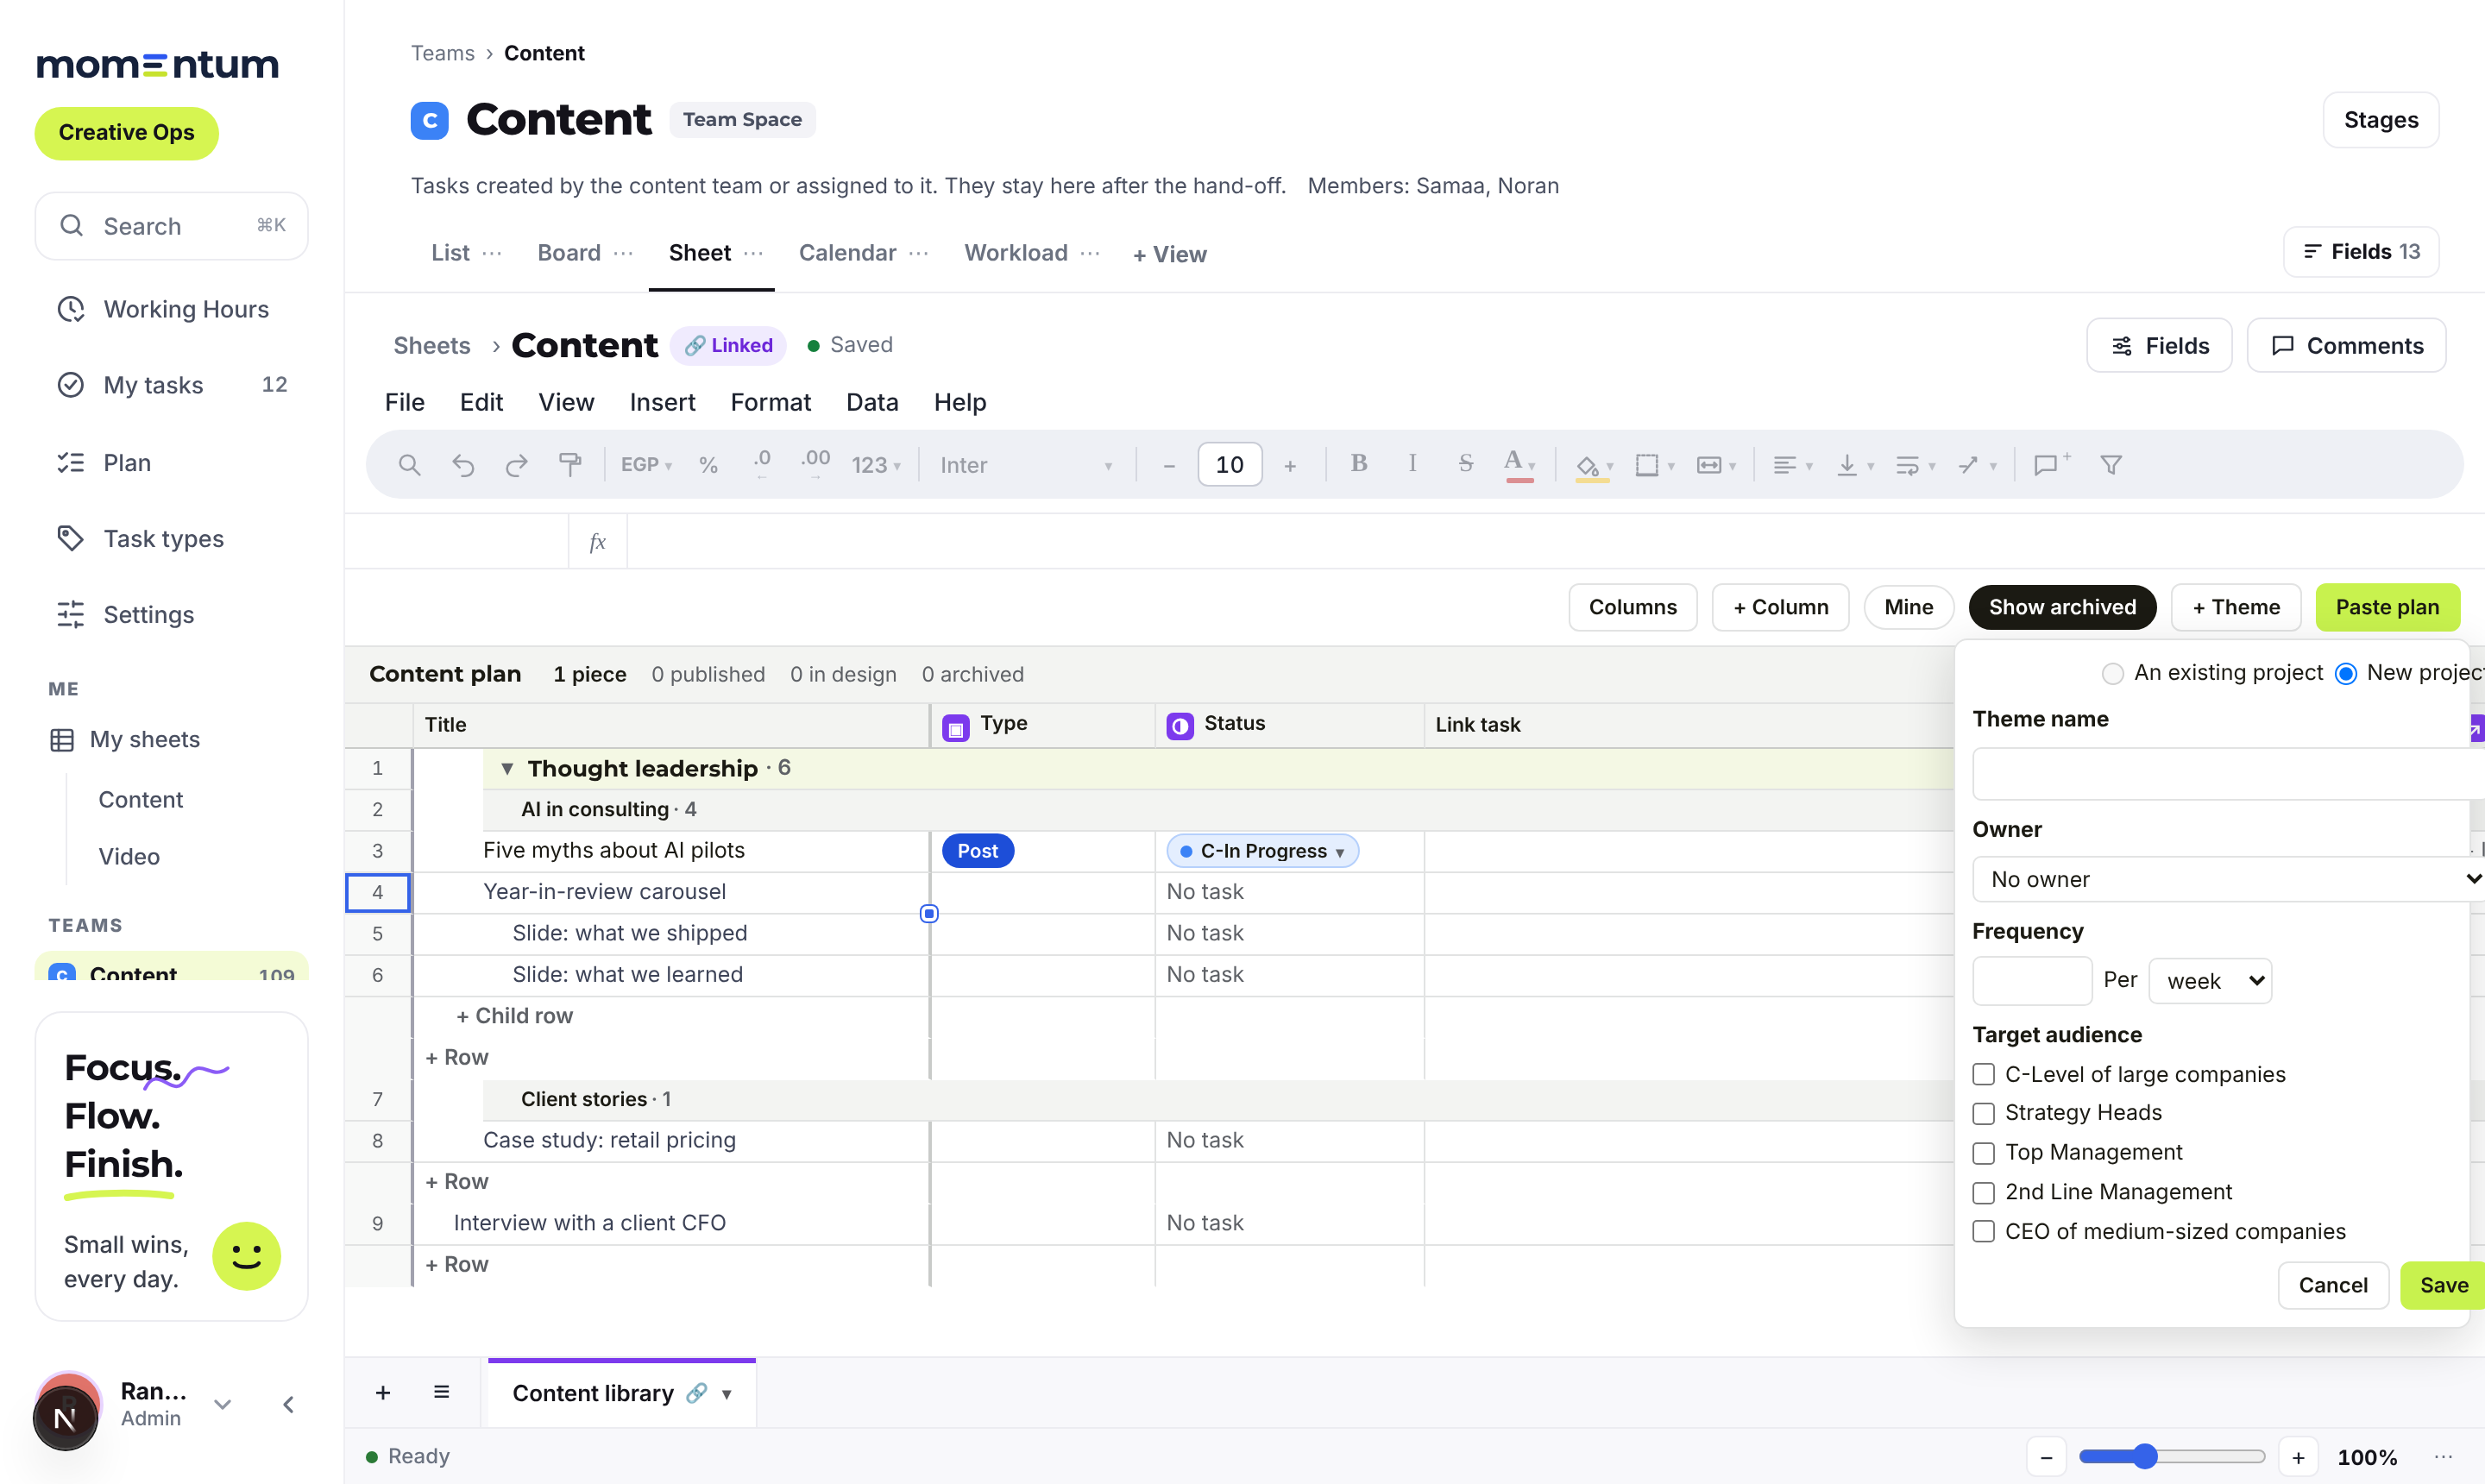 momentum
Creative Ops
Search ⌘K
Working Hours
My tasks 12
Plan
Task types
Settings
ME
My sheets
Content
Video
TEAMS
C Content 109
Focus.
Flow.
Finish.
Small wins,
every day.
N Ran...
Admin
Teams › Content
C Content Team Space
Stages
Tasks created by the content team or assigned to it. They stay here after the hand-off. Members: Samaa, Noran
List ··· Board ··· Sheet ··· Calendar ··· Workload ··· + View
Fields 13
Sheets › Content Linked Saved
Fields Comments
File Edit View Insert Format Data Help
EGP % .0 .00 123 Inter − 10 + B I S A
fx
Columns + Column Mine Show archived + Theme Paste plan
Content plan 1 piece 0 published 0 in design 0 archived
Title Type Status Link task
1 Thought leadership · 6
2 AI in consulting · 4
3 Five myths about AI pilots Post C-In Progress
4 Year-in-review carousel No task
5 Slide: what we shipped No task
6 Slide: what we learned No task
+ Child row
+ Row
7 Client stories · 1
8 Case study: retail pricing No task
+ Row
9 Interview with a client CFO No task
+ Row
An existing project New project
Theme name
Owner
No owner
Frequency
Per week
Target audience
C-Level of large companies
Strategy Heads
Top Management
2nd Line Management
CEO of medium-sized companies
Cancel Save
+ ≡ Content library
Ready
− + 100% ···